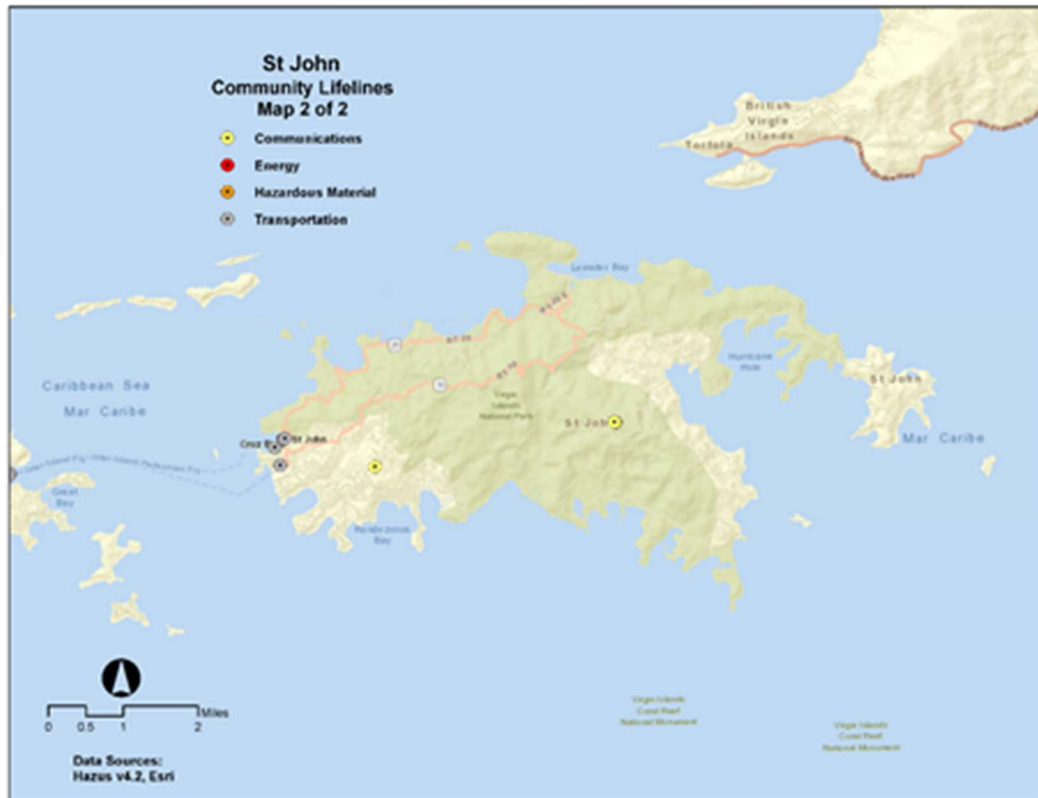 St John
Community Lifelines
Map 2 of 2
Communications
Energy
Hazardous Material
Transportation
British
Virgin
Islands
Tortola
Leinster Bay
Hurricane
Hole
Caribbean Sea
Mar Caribe
Virgin
Islands
National Park
St John
St Joh
Mar Caribe
Cruz B
St John
Great
Bay
Rendezvous
Bay
Miles
0 0.5 1 2
Virgin Islands
Coral Reef
National Monument
Virgin Islands
Coral Reef
National Monument
Data Sources:
Hazus v4.2, Esri